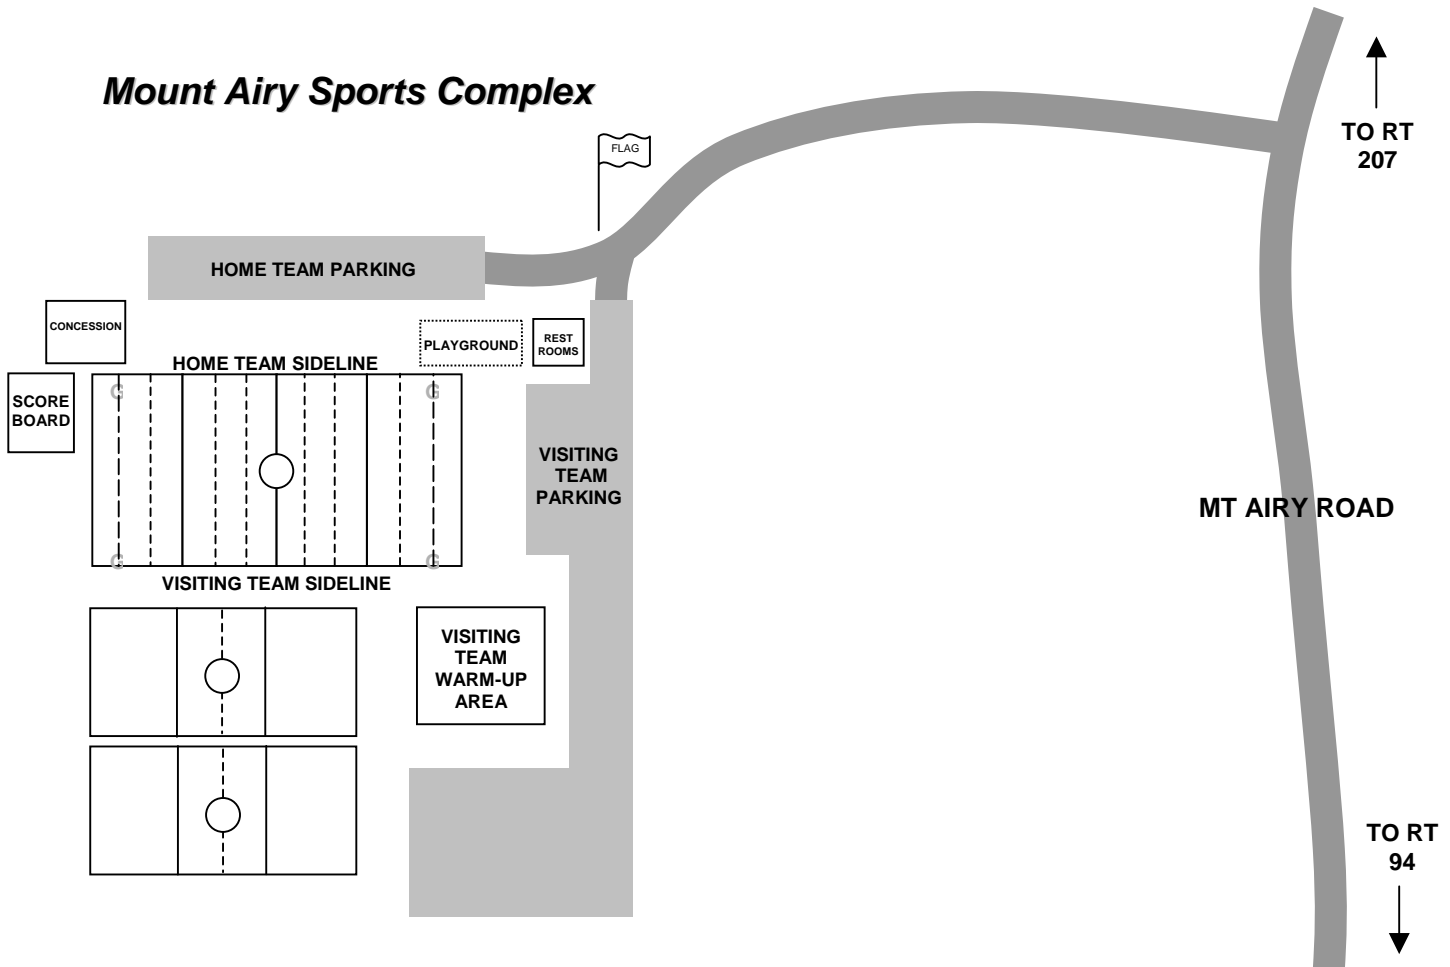 Mount Airy Sports Complex
TO RT
207
FLAG
HOME TEAM PARKING
CONCESSION
PLAYGROUND
REST
ROOMS
HOME TEAM SIDELINE
SCORE
BOARD
G
G
VISITING
TEAM
PARKING
MT AIRY ROAD
G
G
VISITING TEAM SIDELINE
VISITING
TEAM
WARM-UP
AREA
TO RT
94